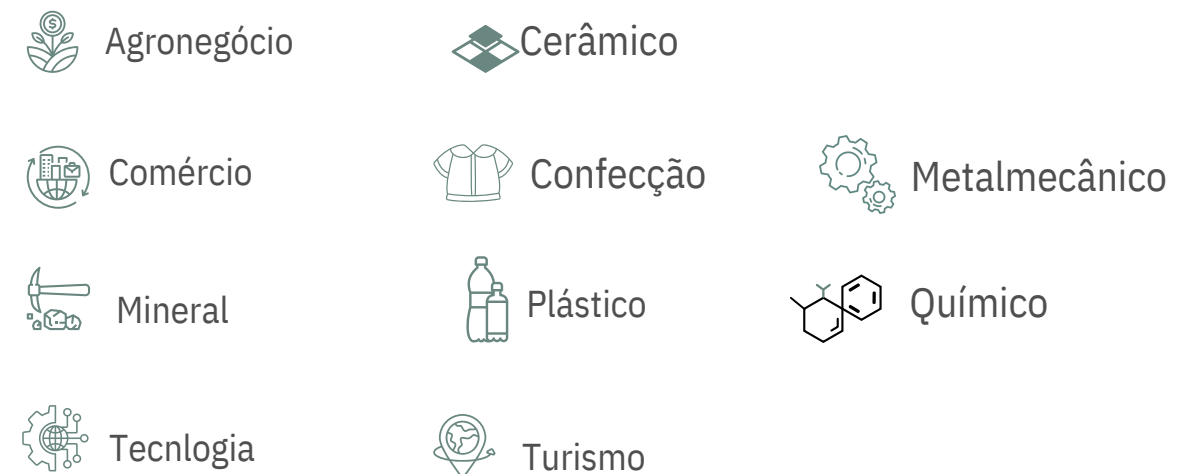 Agronegócio
Cerâmico
Comércio
Confecção
Metalmecânico
Mineral
Plástico
Químico
Tecnlogia
Turismo